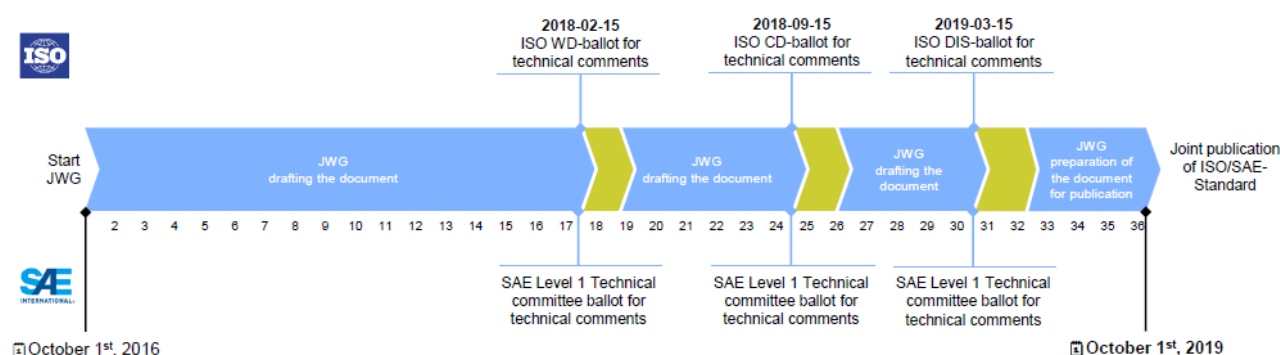 ISO
2018-02-15
ISO WD-ballot for
technical comments
2018-09-15
ISO CD-ballot for
technical comments
2019-03-15
ISO DIS-ballot for
technical comments
Start
JWG
JWG
drafting the document
JWG
drafting the document
JWG
drafting the
document
JWG
preparation of
the document
for publication
Joint publication
of ISO/SAE-
Standard
2 3 4 5 6 7 8 9 10 11 12 13 14 15 16 17 18 19 20 21 22 23 24 25 26 27 28 29 30 31 32 33 34 35 36
SAE
INTERNATIONAL
SAE Level 1 Technical
committee ballot for
technical comments
SAE Level 1 Technical
committee ballot for
technical comments
SAE Level 1 Technical
committee ballot for
technical comments
October 1st, 2016
October 1st, 2019